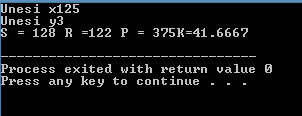 Unesi x125
Unesi y3
S = 128 R =122 P = 375K=41.6667

--------------------------------
Process exited with return value 0
Press any key to continue . . .